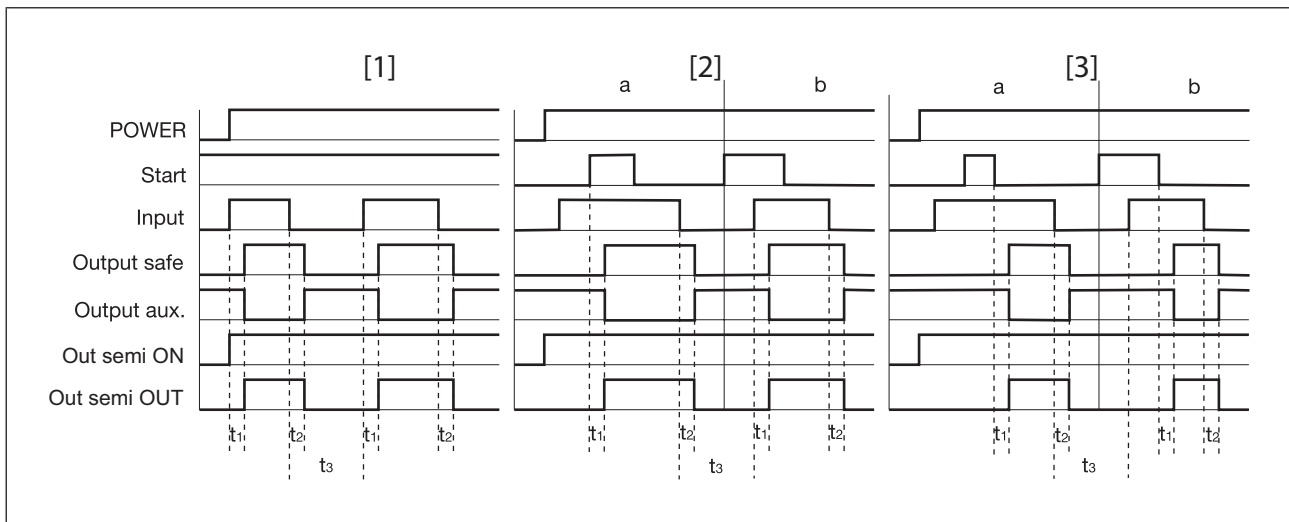 [1] [2] [3]
a b a b
POWER
Start
Input
Output safe
Output aux.
Out semi ON
Out semi OUT
t1 t2 t1 t2 t1 t2 t1 t2 t1 t2 t1 t2
t3 t3 t3